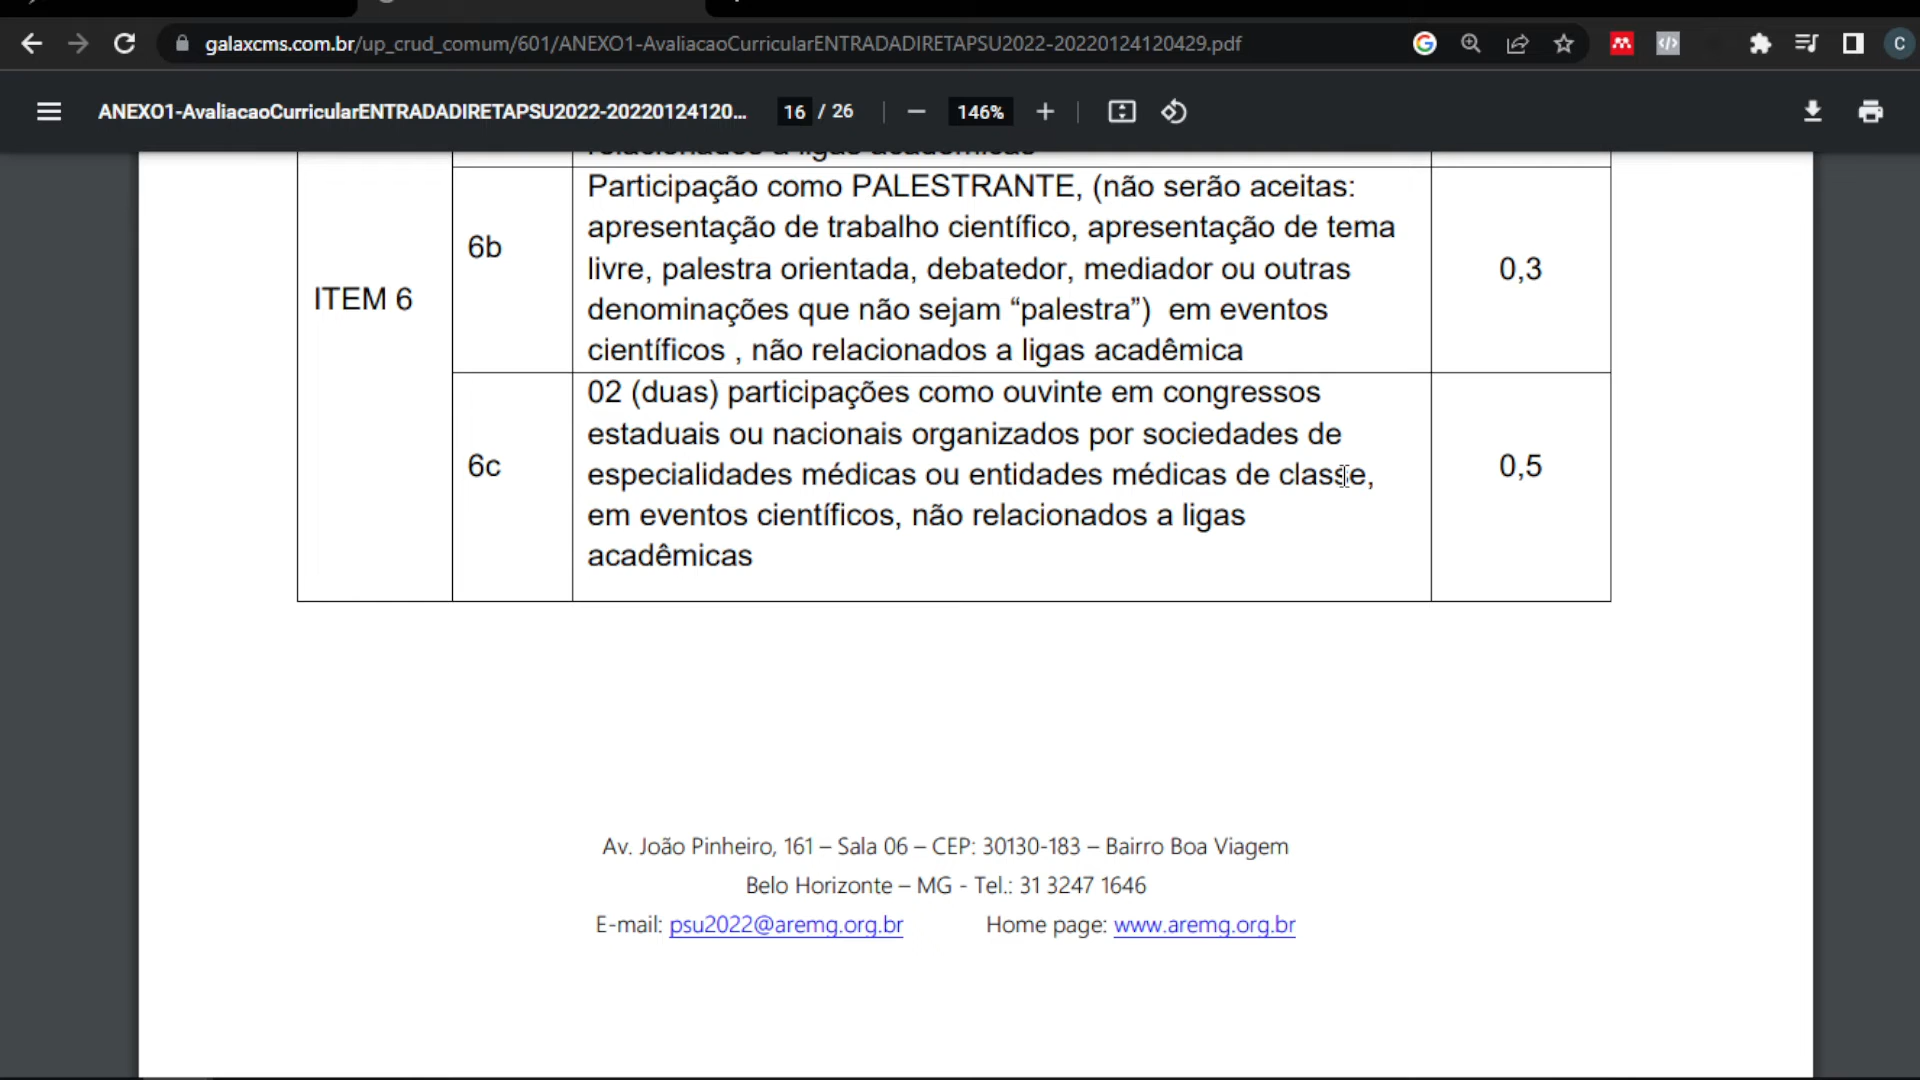 galaxcms.com.br/up_crud_comum/601/ANEXO1-AvaliacaoCurricularENTRADADIRETAPSU2022-20220124120429.pdf
C
ANEXO1-AvaliacaoCurricularENTRADADIRETAPSU2022-202201241​20...
16 / 26
146%
relacionados a ligas acadêmicas
ITEM 6
6b
Participação como PALESTRANTE, (não serão aceitas:
apresentação de trabalho científico, apresentação de tema
livre, palestra orientada, debatedor, mediador ou outras
denominações que não sejam “palestra”)  em eventos
científicos , não relacionados a ligas acadêmica
0,3
6c
02 (duas) participações como ouvinte em congressos
estaduais ou nacionais organizados por sociedades de
especialidades médicas ou entidades médicas de classe,
em eventos científicos, não relacionados a ligas
acadêmicas
0,5
Av. João Pinheiro, 161 – Sala 06 – CEP: 30130-183 – Bairro Boa Viagem
Belo Horizonte – MG - Tel.: 31 3247 1646
E-mail: psu2022@aremg.org.br Home page: www.aremg.org.br